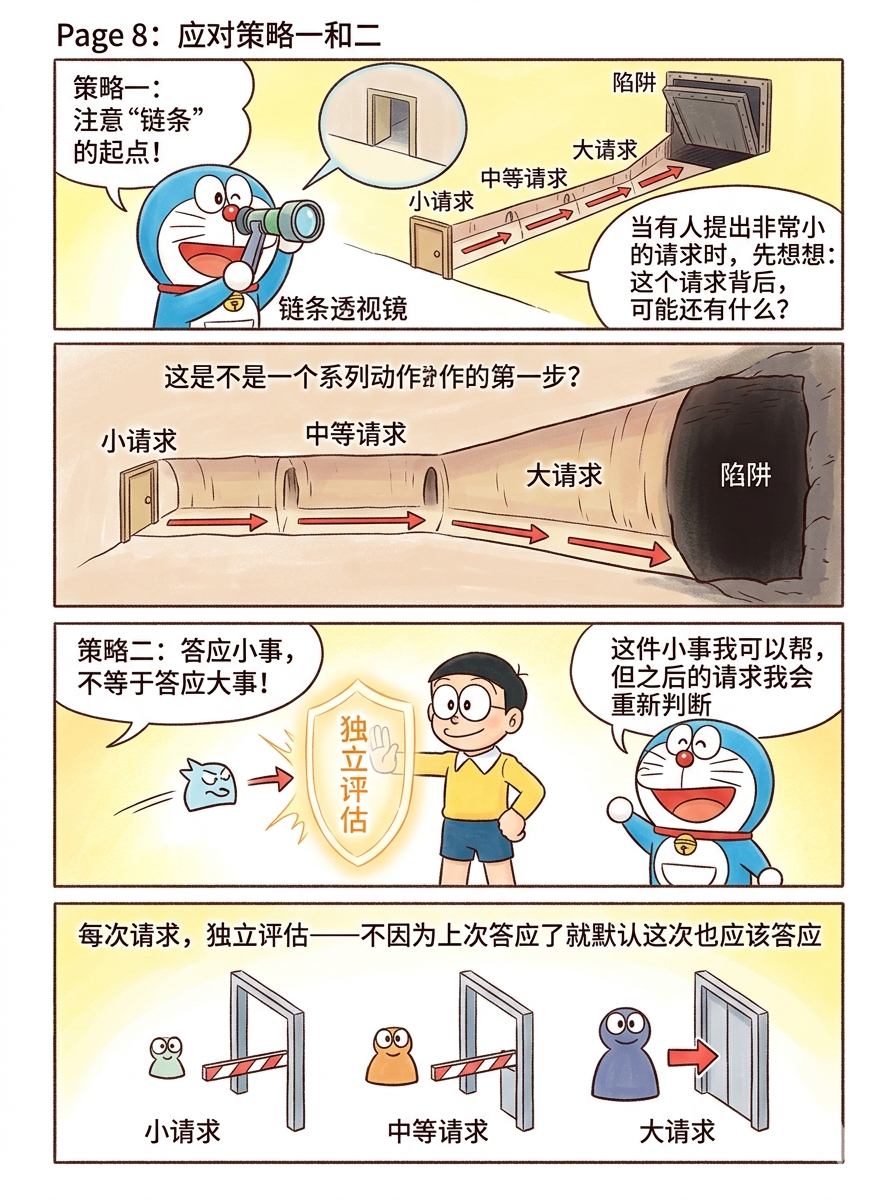 Page 8：应对策略一和二
策略一：
注意“链条”
的起点！
陷阱
大请求
中等请求
小请求
当有人提出非常小
的请求时，先想想：
这个请求背后，
可能还有什么？
链条透视镜
这是不是一个系列动作作的第一步？
小请求
中等请求
大请求
陷阱
策略二：答应小事，
不等于答应大事！
独立评估
这件小事我可以帮，
但之后的请求我会
重新判断
每次请求，独立评估——不因为上次答应了就默认这次也应该答应
小请求
中等请求
大请求